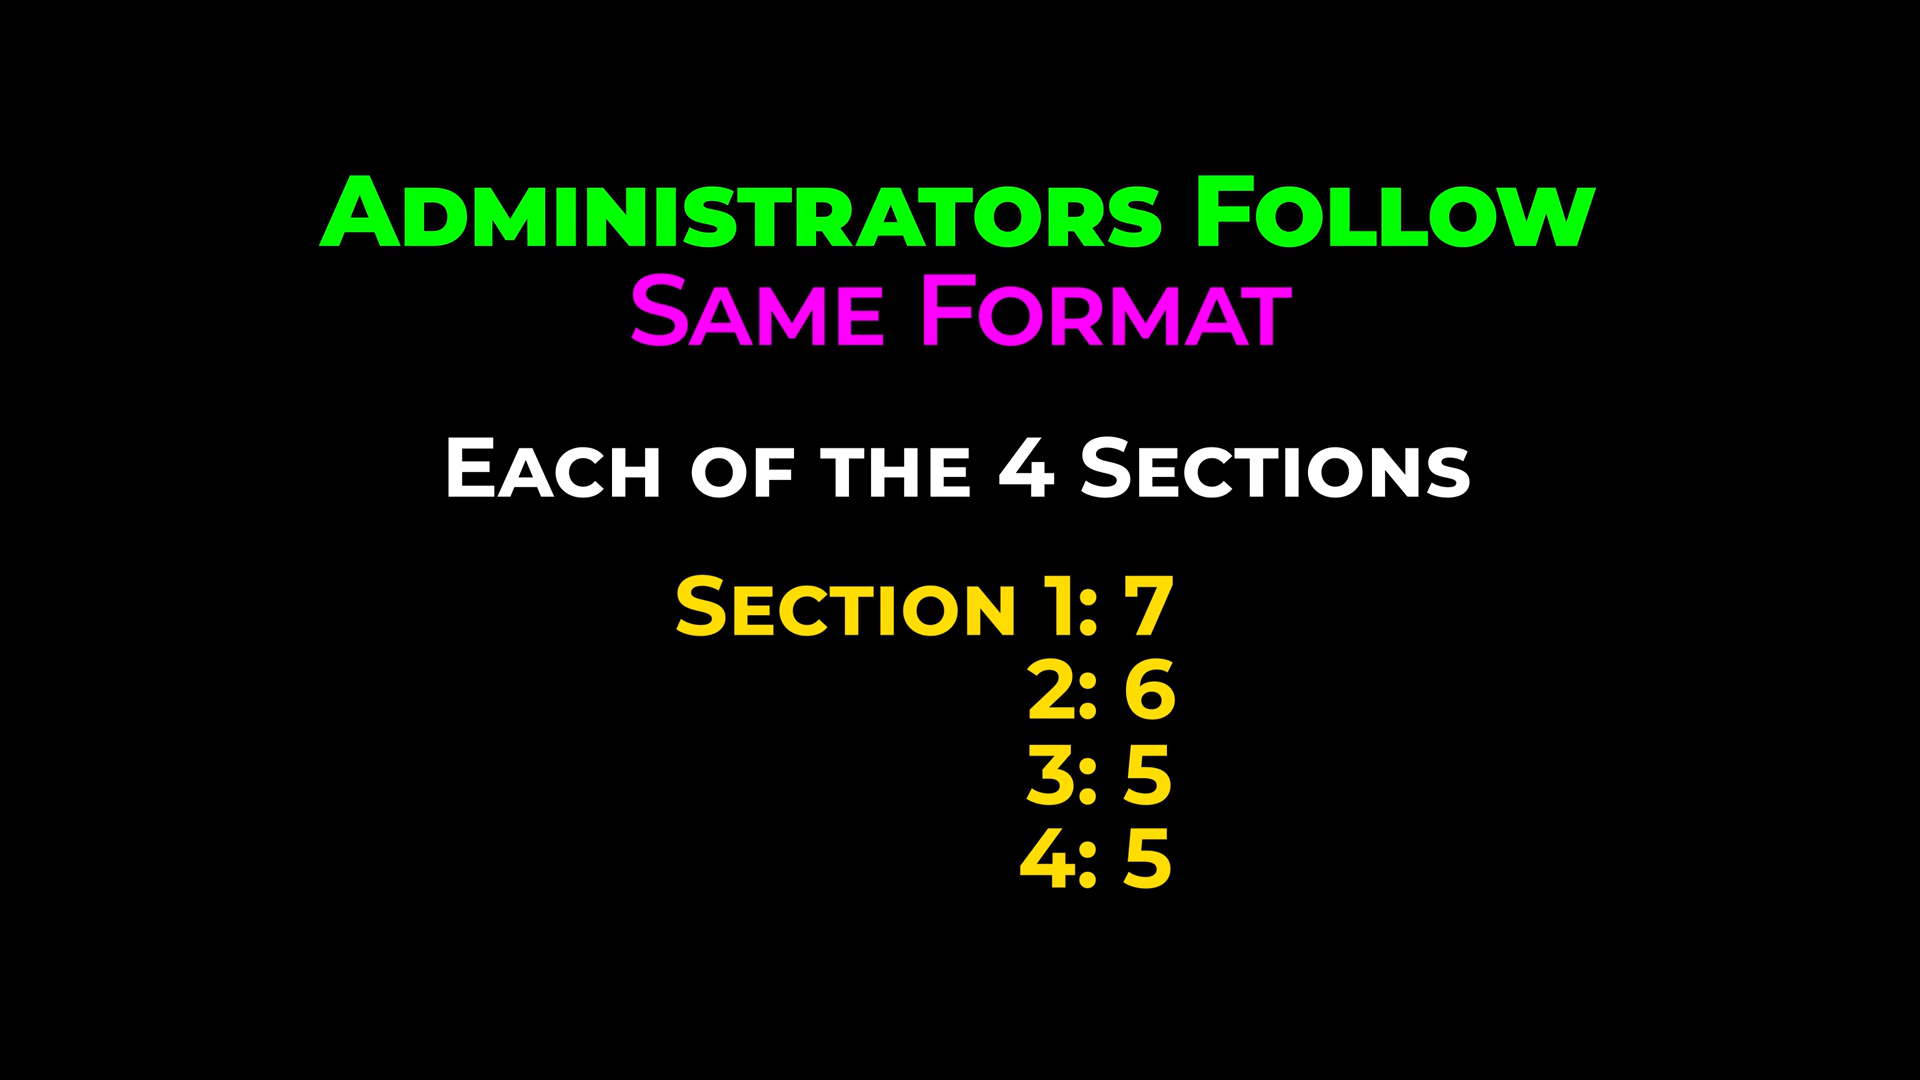 Administrators Follow
Same Format
Each of the 4 Sections
Section 1: 7
2: 6
3: 5
4: 5